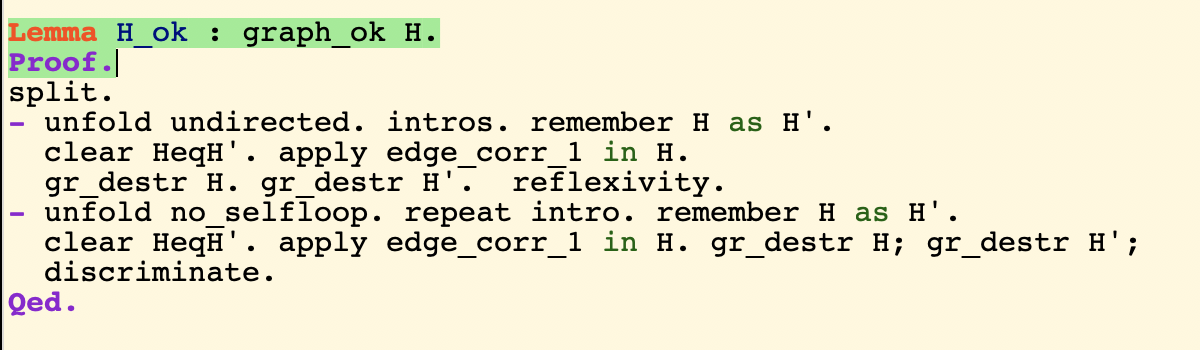 Lemma H_ok : graph_ok H.
Proof.
split.
- unfold undirected. intros. remember H as H'.
  clear HeqH'. apply edge_corr_1 in H.
  gr_destr H. gr_destr H'.  reflexivity.
- unfold no_selfloop. repeat intro. remember H as H'.
  clear HeqH'. apply edge_corr_1 in H. gr_destr H; gr_destr H';
  discriminate.
Qed.